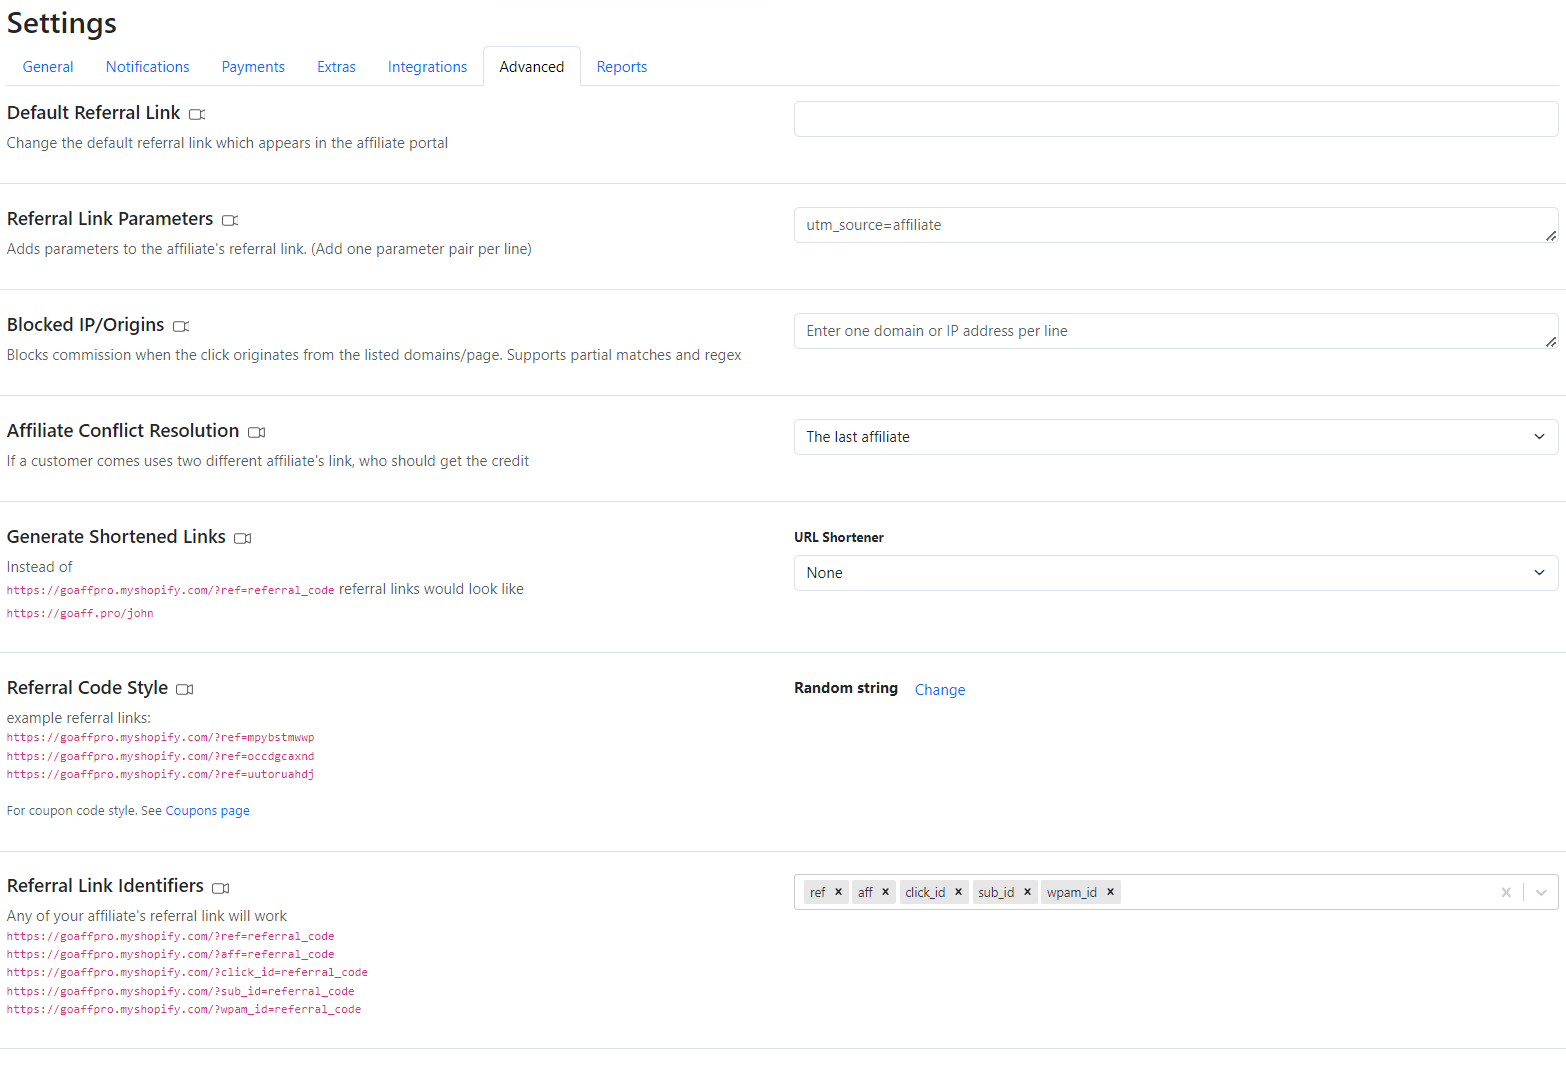 Settings
General Notifications Payments Extras Integrations Advanced Reports
Default Referral Link
Change the default referral link which appears in the affiliate portal
Referral Link Parameters
utm_source=affiliate
Adds parameters to the affiliate's referral link. (Add one parameter pair per line)
Blocked IP/Origins
Enter one domain or IP address per line
Blocks commission when the click originates from the listed domains/page. Supports partial matches and regex
Affiliate Conflict Resolution
The last affiliate
If a customer comes uses two different affiliate's link, who should get the credit
Generate Shortened Links
URL Shortener
Instead of
None
https://goaffpro.myshopify.com/?ref=referral_code referral links would look like
https://goaff.pro/john
Referral Code Style
Random string Change
example referral links:
https://goaffpro.myshopify.com/?ref=mpybstmwwp
https://goaffpro.myshopify.com/?ref=occdgcaxnd
https://goaffpro.myshopify.com/?ref=uutoruahdj
For coupon code style. See Coupons page
Referral Link Identifiers
ref aff click_id sub_id wpam_id
Any of your affiliate's referral link will work
https://goaffpro.myshopify.com/?ref=referral_code
https://goaffpro.myshopify.com/?aff=referral_code
https://goaffpro.myshopify.com/?click_id=referral_code
https://goaffpro.myshopify.com/?sub_id=referral_code
https://goaffpro.myshopify.com/?wpam_id=referral_code